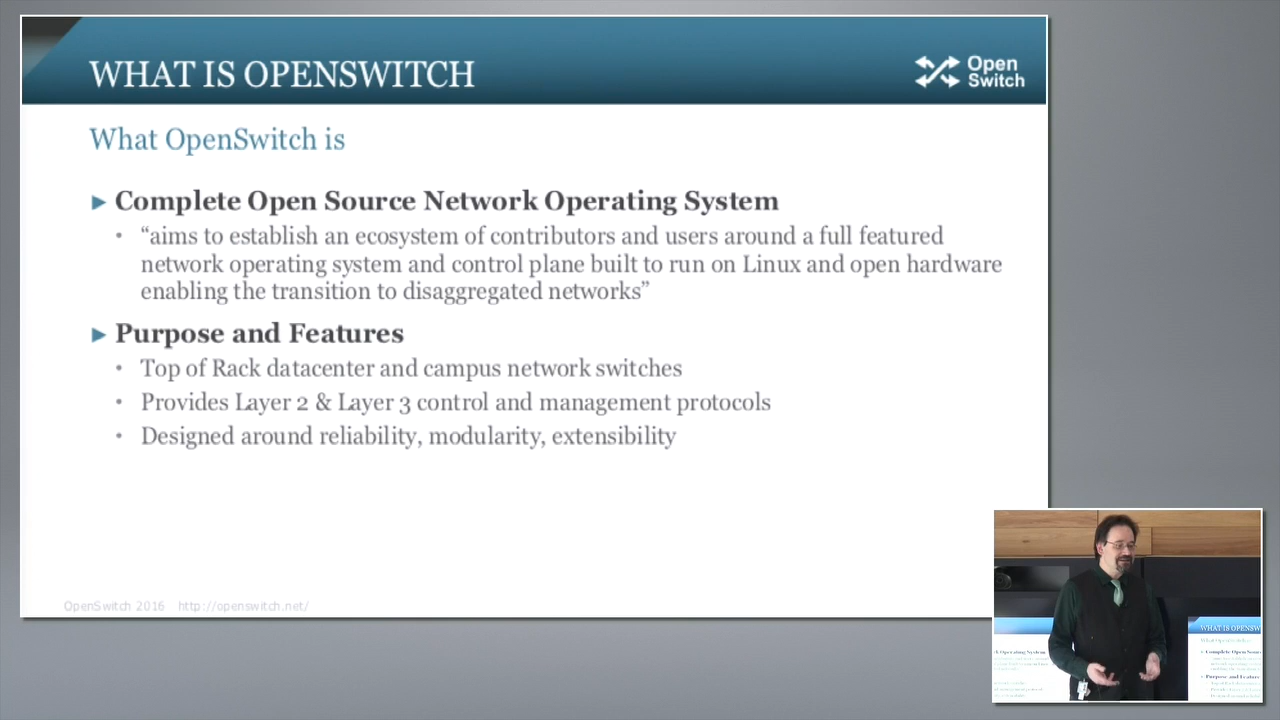 WHAT IS OPENSWITCH
Open
Switch
What OpenSwitch is
Complete Open Source Network Operating System
“aims to establish an ecosystem of contributors and users around a full featured
network operating system and control plane built to run on Linux and open hardware
enabling the transition to disaggregated networks”
Purpose and Features
Top of Rack datacenter and campus network switches
Provides Layer 2 & Layer 3 control and management protocols
Designed around reliability, modularity, extensibility
OpenSwitch 2016 http://openswitch.net/
WHAT IS OPENSW